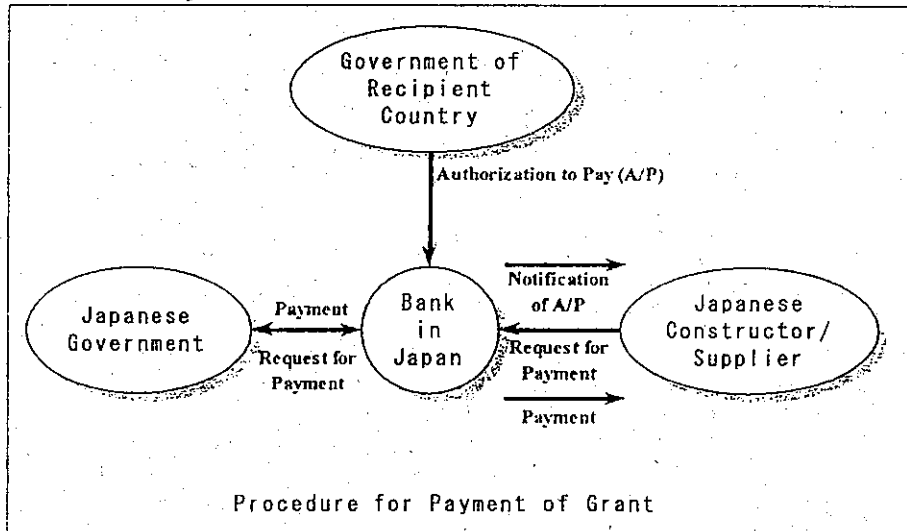 Government of
Recipient
Country
Authorization to Pay (A/P)
Japanese
Government
Payment
Request for
Payment
Bank
in
Japan
Notification
of A/P
Request for
Payment
Payment
Japanese
Constructor/
Supplier
Procedure for Payment of Grant